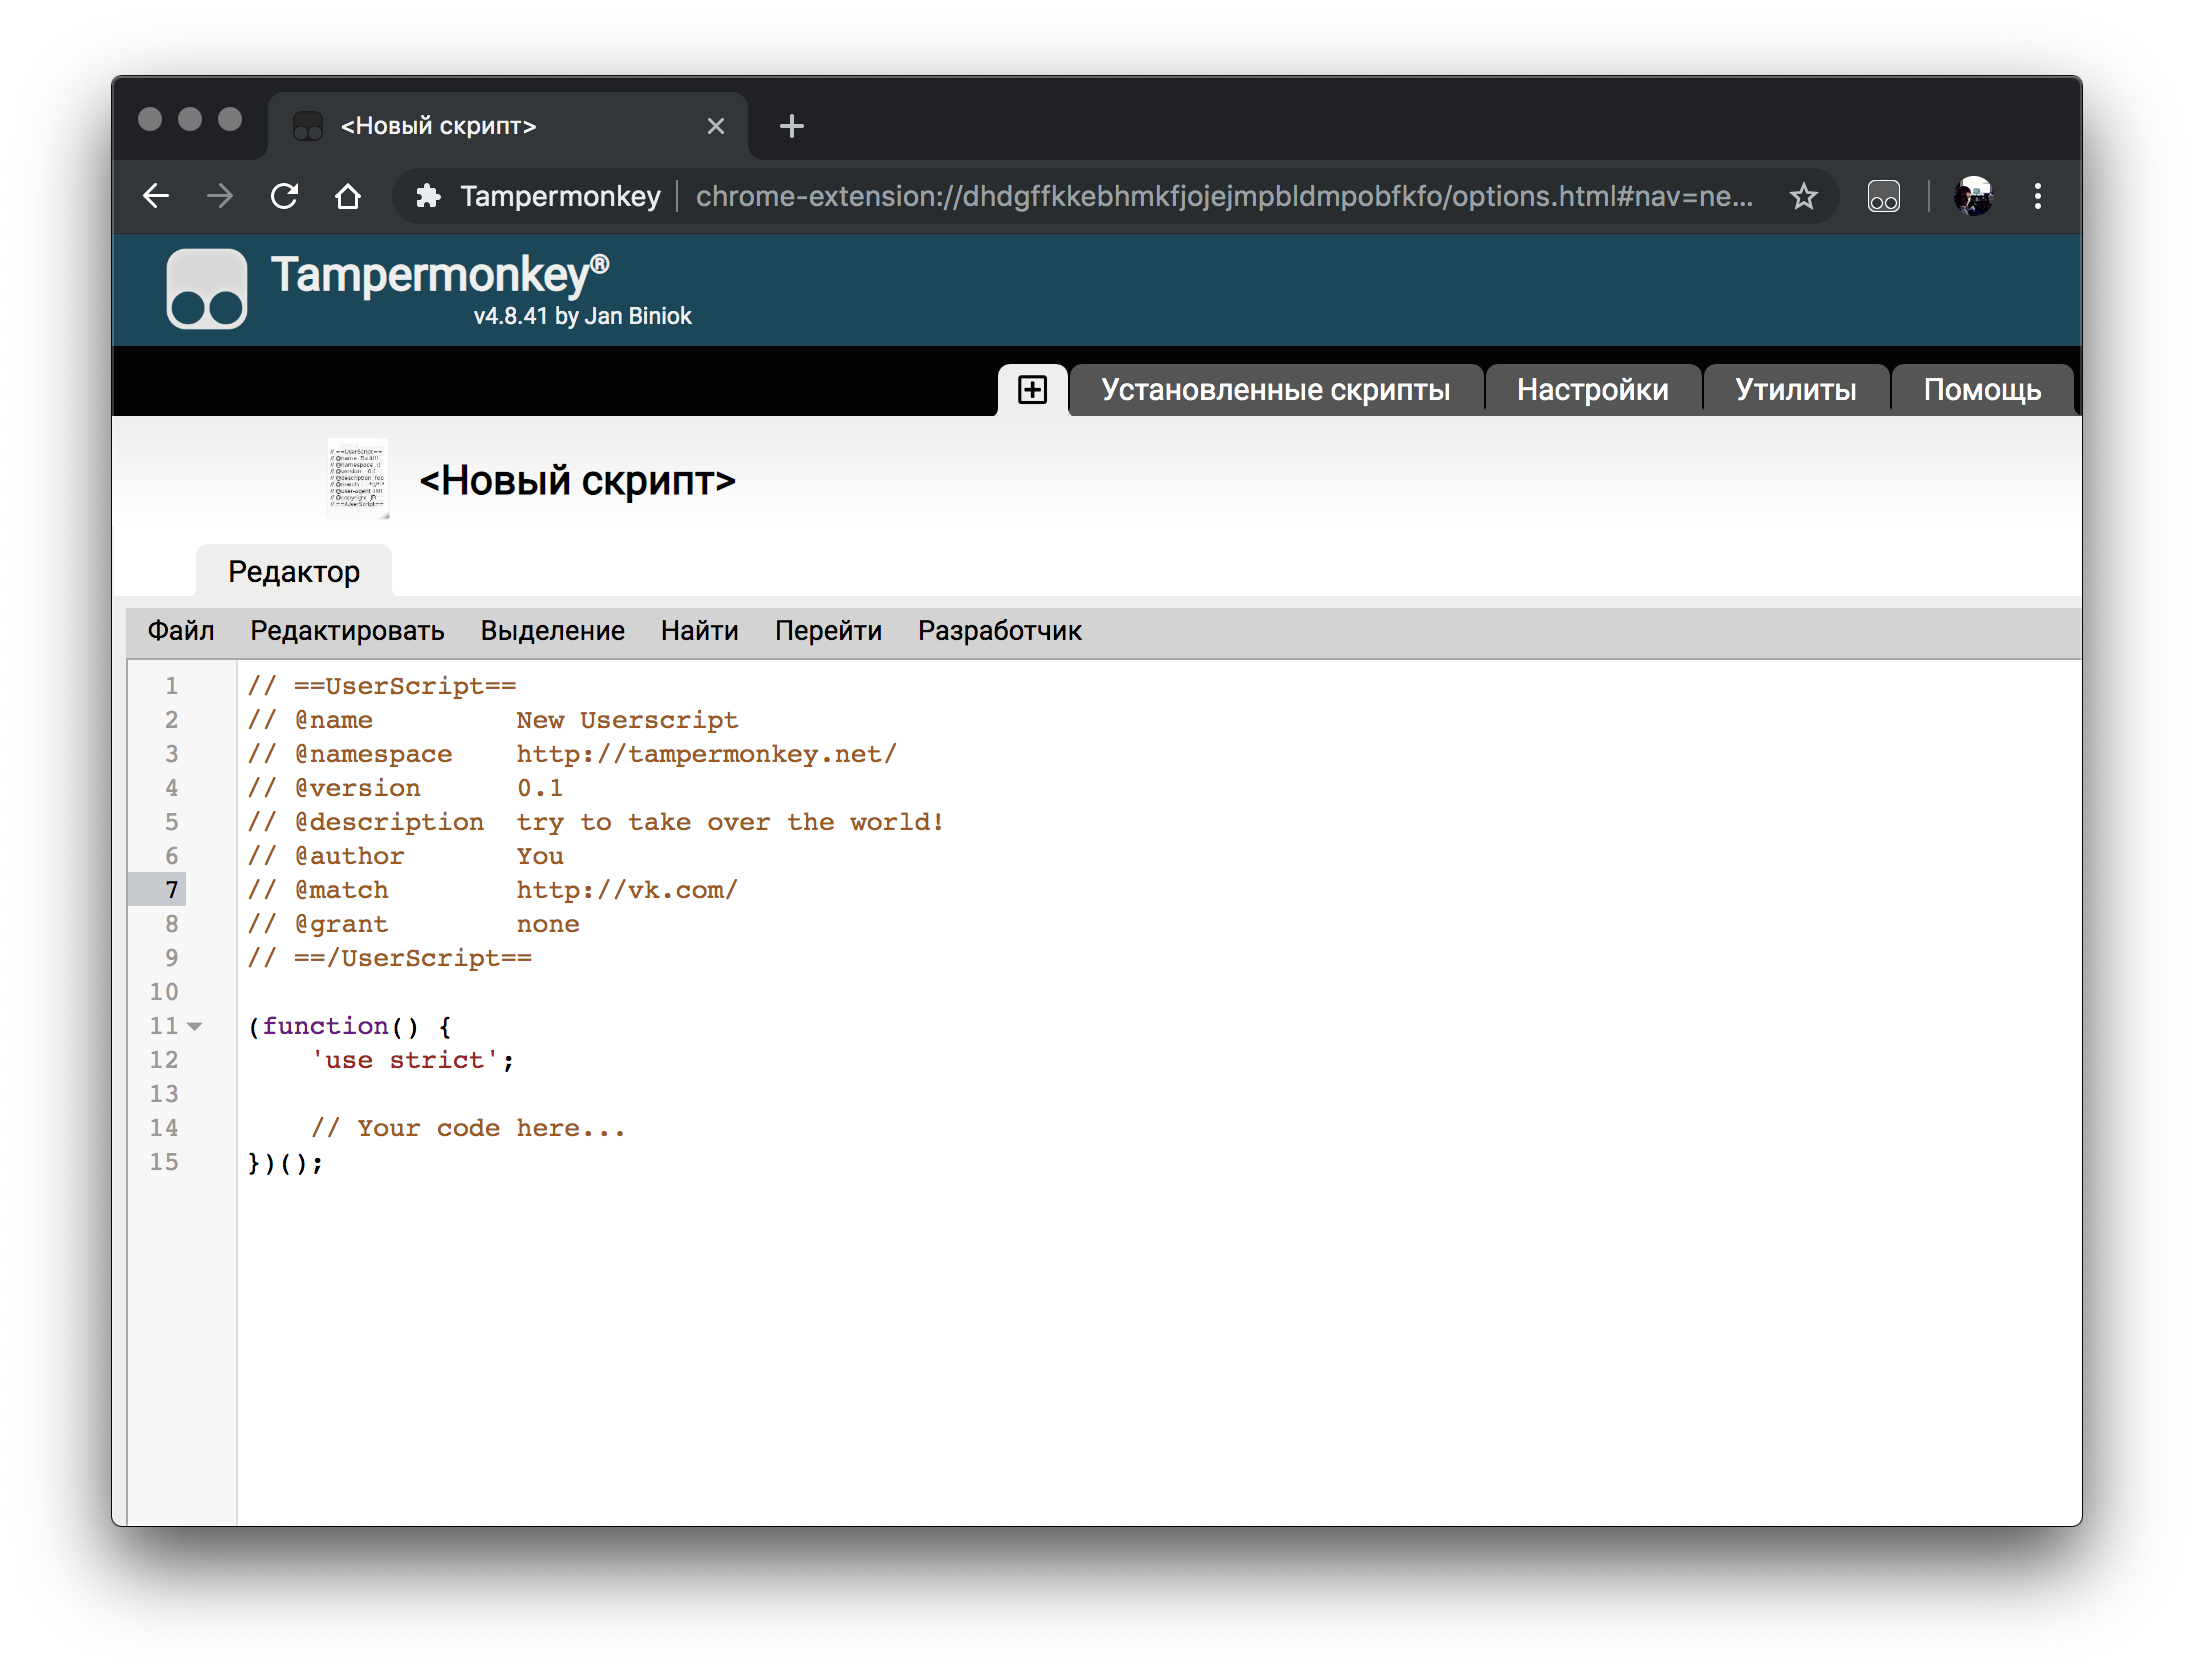 <Новый скрипт>
Tampermonkey chrome-extension://dhdgffkkebhmkfjojejmpbldmpobfkfo/options.html#nav=ne...
Tampermonkey®
v4.8.41 by Jan Biniok
Установленные скрипты Настройки Утилиты Помощь
<Новый скрипт>
Редактор
Файл Редактировать Выделение Найти Перейти Разработчик
1 // ==UserScript==
2 // @name         New Userscript
3 // @namespace    http://tampermonkey.net/
4 // @version      0.1
5 // @description  try to take over the world!
6 // @author       You
7 // @match        http://vk.com/
8 // @grant        none
9 // ==/UserScript==
10
11 (function() {
12     'use strict';
13
14     // Your code here...
15 })();